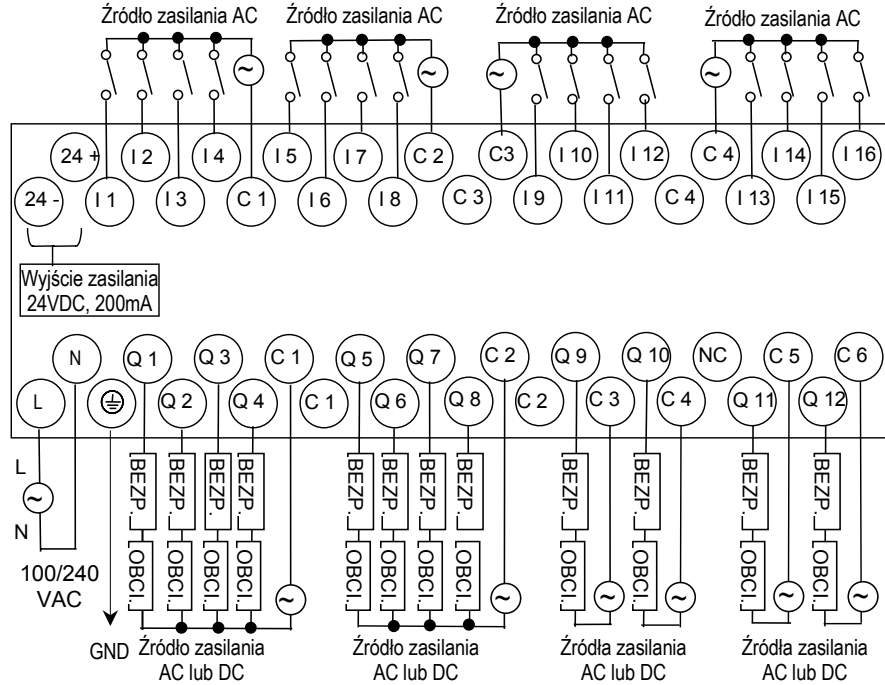 Źródło zasilania AC Źródło zasilania AC Źródło zasilania AC Źródło zasilania AC
~ ~ ~ ~
24 + I 2 I 4 I 5 I 7 C 2 C3 I 10 I 12 C 4 I 14 I 16
24 - I 1 I 3 C 1 I 6 I 8 C 3 I 9 I 11 C 4 I 13 I 15
Wyjście zasilania
24VDC, 200mA
N Q 1 Q 3 C 1 Q 5 Q 7 C 2 Q 9 Q 10 NC C 5 C 6
L Q 2 Q 4 C 1 Q 6 Q 8 C 2 C 3 C 4 Q 11 Q 12
L BEZP. BEZP. BEZP. BEZP. BEZP. BEZP. BEZP. BEZP. BEZP. BEZP. BEZP. BEZP.
~
N
OBCI. OBCI. OBCI. OBCI. OBCI. OBCI. OBCI. OBCI. OBCI. OBCI. OBCI. OBCI.
100/240
VAC
~ ~ ~ ~ ~ ~
GND Źródło zasilania Źródło zasilania Źródła zasilania Źródła zasilania
AC lub DC AC lub DC AC lub DC AC lub DC